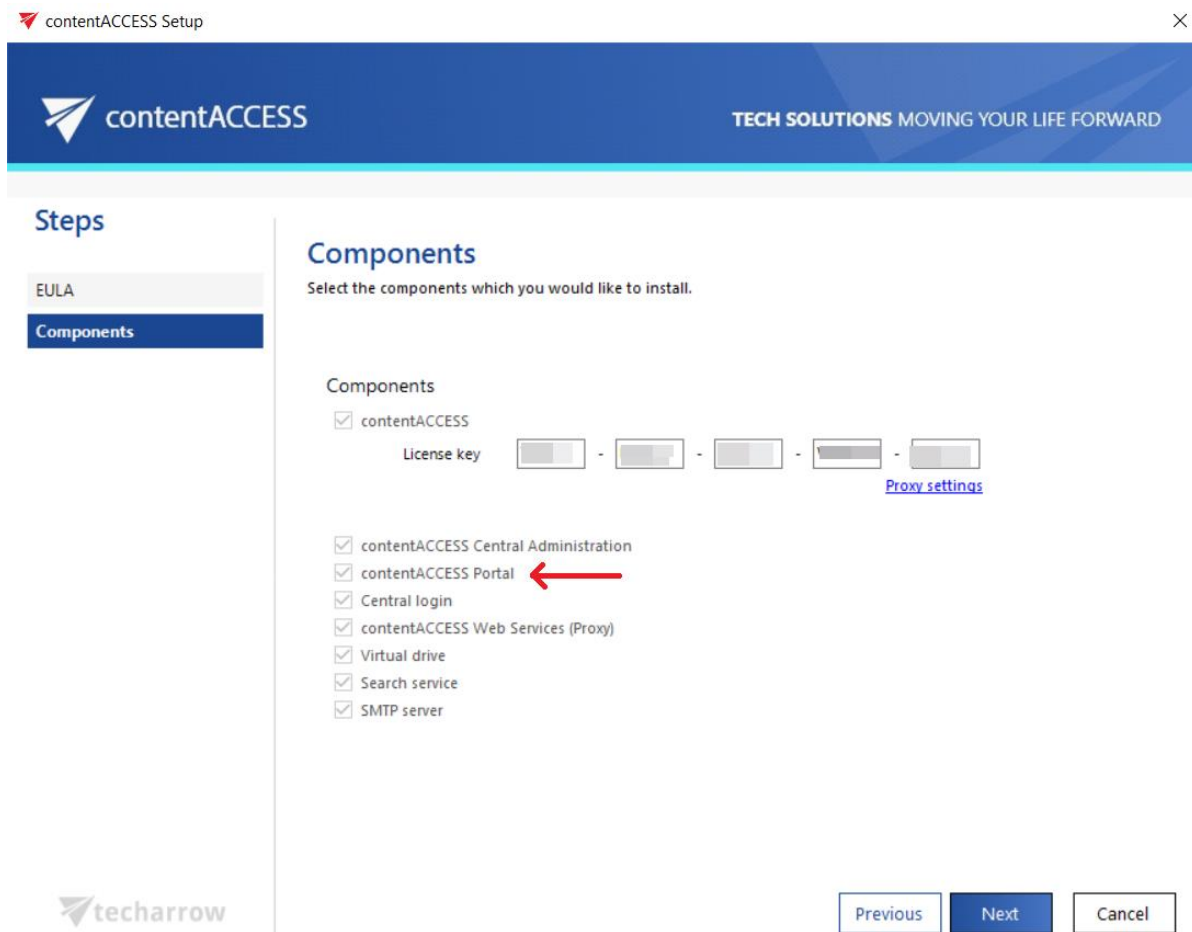 contentACCESS Setup
contentACCESS
TECH SOLUTIONS MOVING YOUR LIFE FORWARD
Steps
EULA
Components
Components
Select the components which you would like to install.
Components
contentACCESS
License key - - - -
Proxy settings
contentACCESS Central Administration
contentACCESS Portal
Central login
contentACCESS Web Services (Proxy)
Virtual drive
Search service
SMTP server
techarrow
Previous Next Cancel